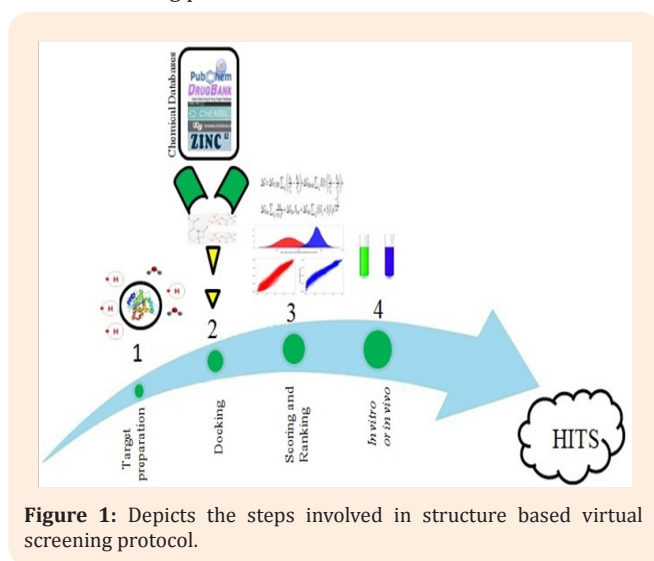 Chemical Databases
PubChem
DRUGBANK
ChEMBL
ZINC 12
H
H
H
H
1
2
3
4
Target
preparation
Docking
Scoring and
Ranking
Invitro
or in vivo
HITS
Figure 1: Depicts the steps involved in structure based virtual
screening protocol.